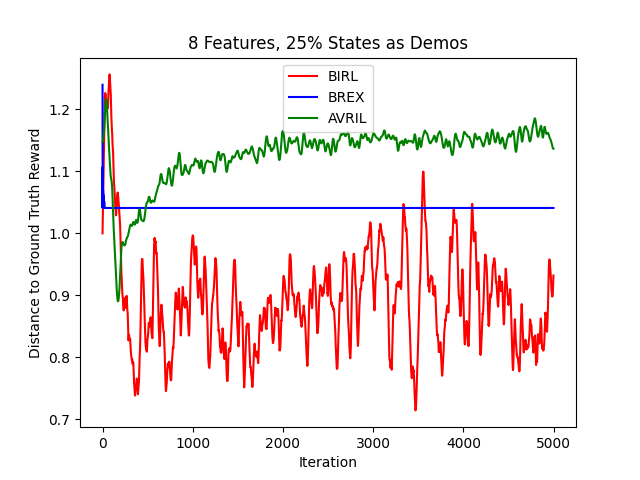 8 Features, 25% States as Demos
BIRL
BREX
AVRIL
Distance to Ground Truth Reward
1.2
1.1
1.0
0.9
0.8
0.7
0
1000
2000
3000
4000
5000
Iteration